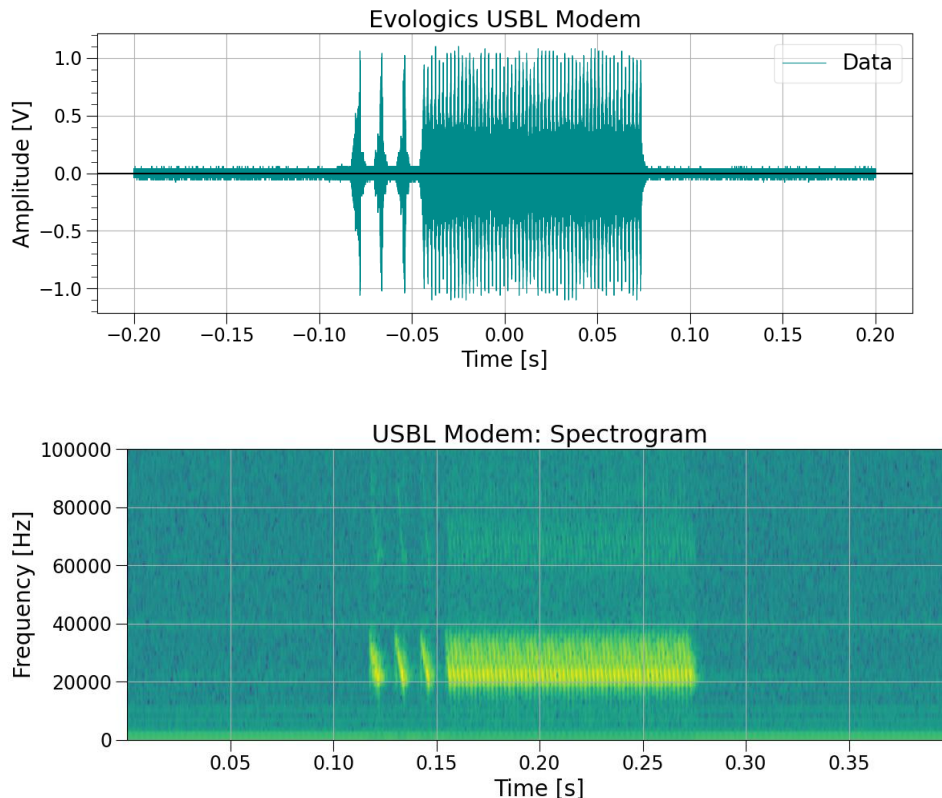 Evologics USBL Modem
1.0
0.5
0.0
−0.5
−1.0
Amplitude [V]
Data
−0.20 −0.15 −0.10 −0.05 0.00 0.05 0.10 0.15 0.20
Time [s]
USBL Modem: Spectrogram
100000
80000
60000
40000
20000
0
Frequency [Hz]
0.05 0.10 0.15 0.20 0.25 0.30 0.35
Time [s]